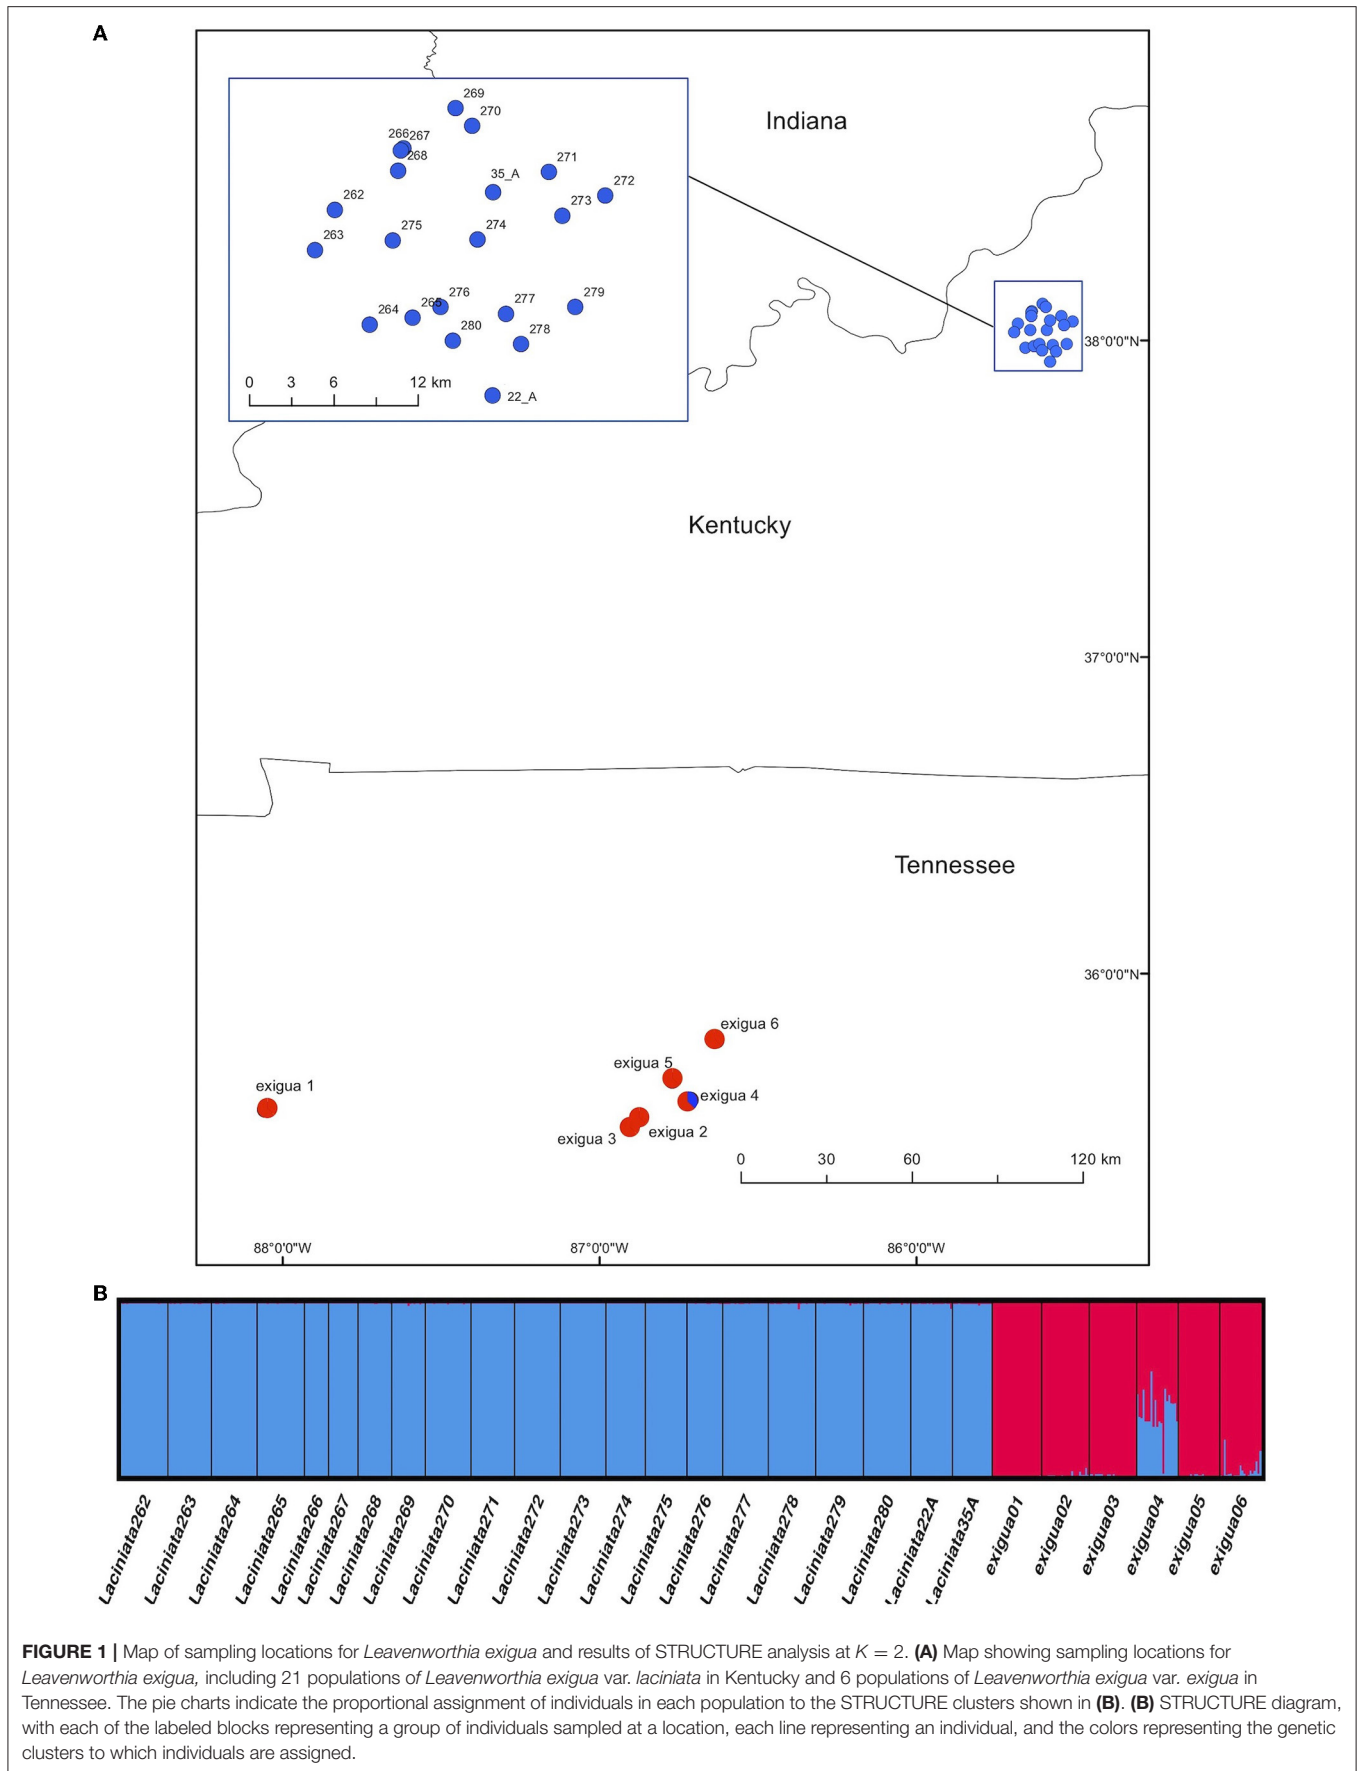 A
Indiana
269
270
266 267
268
271
35_A
272
262
273
263
275
274
276
265
264
277
279
280
278
0 3 6 12 km
22_A
38°0'0"N
Kentucky
37°0'0"N
Tennessee
36°0'0"N
exigua 6
exigua 5
exigua 1
exigua 4
exigua 2
exigua 3
0 30 60 120 km
88°0'0"W 87°0'0"W 86°0'0"W
B
Laciniata262
Laciniata263
Laciniata264
Laciniata265
Laciniata266
Laciniata267
Laciniata268
Laciniata269
Laciniata270
Laciniata271
Laciniata272
Laciniata273
Laciniata274
Laciniata275
Laciniata276
Laciniata277
Laciniata278
Laciniata279
Laciniata280
Laciniata22A
Laciniata35A
exigua01
exigua02
exigua03
exigua04
exigua05
exigua06
FIGURE 1 | Map of sampling locations for Leavenworthia exigua and results of STRUCTURE analysis at K = 2. (A) Map showing sampling locations for
Leavenworthia exigua, including 21 populations of Leavenworthia exigua var. laciniata in Kentucky and 6 populations of Leavenworthia exigua var. exigua in
Tennessee. The pie charts indicate the proportional assignment of individuals in each population to the STRUCTURE clusters shown in (B). (B) STRUCTURE diagram,
with each of the labeled blocks representing a group of individuals sampled at a location, each line representing an individual, and the colors representing the genetic
clusters to which individuals are assigned.